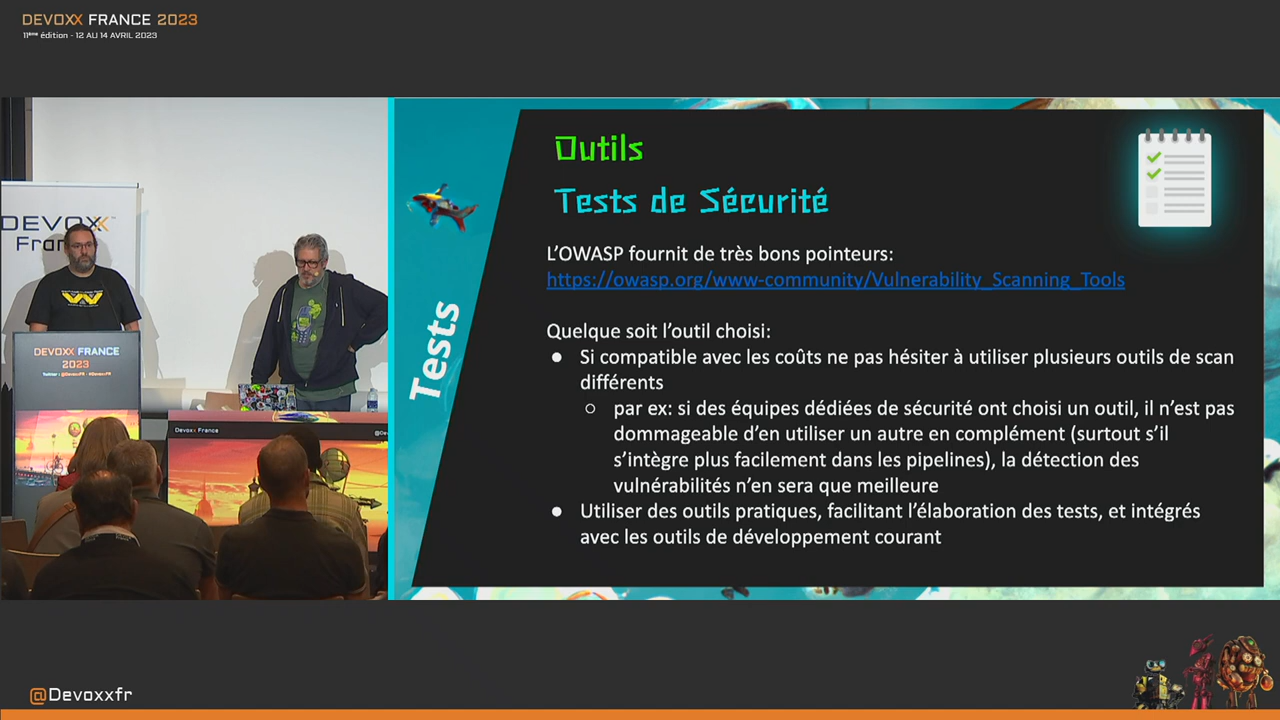 DEVOXX FRANCE 2023
11ème édition - 12 AU 14 AVRIL 2023
DEVOXX
Fran
DEVOXX FRANCE
2023
Twitter : @DevoxxFR | #DevoxxFR
Devoxx France
Tests
Outils
Tests de Sécurité
L’OWASP fournit de très bons pointeurs:
https://owasp.org/www-community/Vulnerability_Scanning_Tools
Quelque soit l’outil choisi:
● Si compatible avec les coûts ne pas hésiter à utiliser plusieurs outils de scan
différents
○ par ex: si des équipes dédiées de sécurité ont choisi un outil, il n’est pas
dommageable d’en utiliser un autre en complément (surtout s’il
s’intègre plus facilement dans les pipelines), la détection des
vulnérabilités n’en sera que meilleure
● Utiliser des outils pratiques, facilitant l’élaboration des tests, et intégrés
avec les outils de développement courant
@Devoxxfr